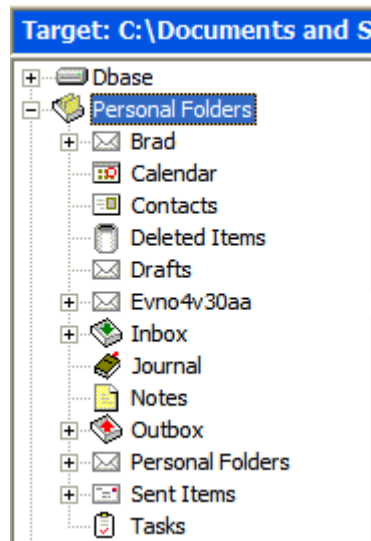 Target: C:\Documents and S
Dbase
Personal Folders
Brad
Calendar
Contacts
Deleted Items
Drafts
Evno4v30aa
Inbox
Journal
Notes
Outbox
Personal Folders
Sent Items
Tasks